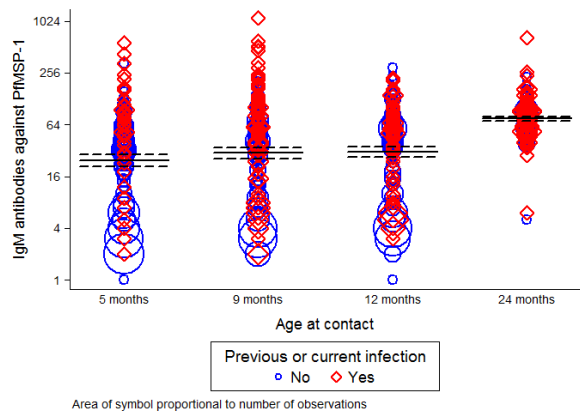 IgM antibodies against PfMSP-1
1024
256
64
16
4
1
5 months
9 months
12 months
24 months
Age at contact
Previous or current infection
No
Yes
Area of symbol proportional to number of observations